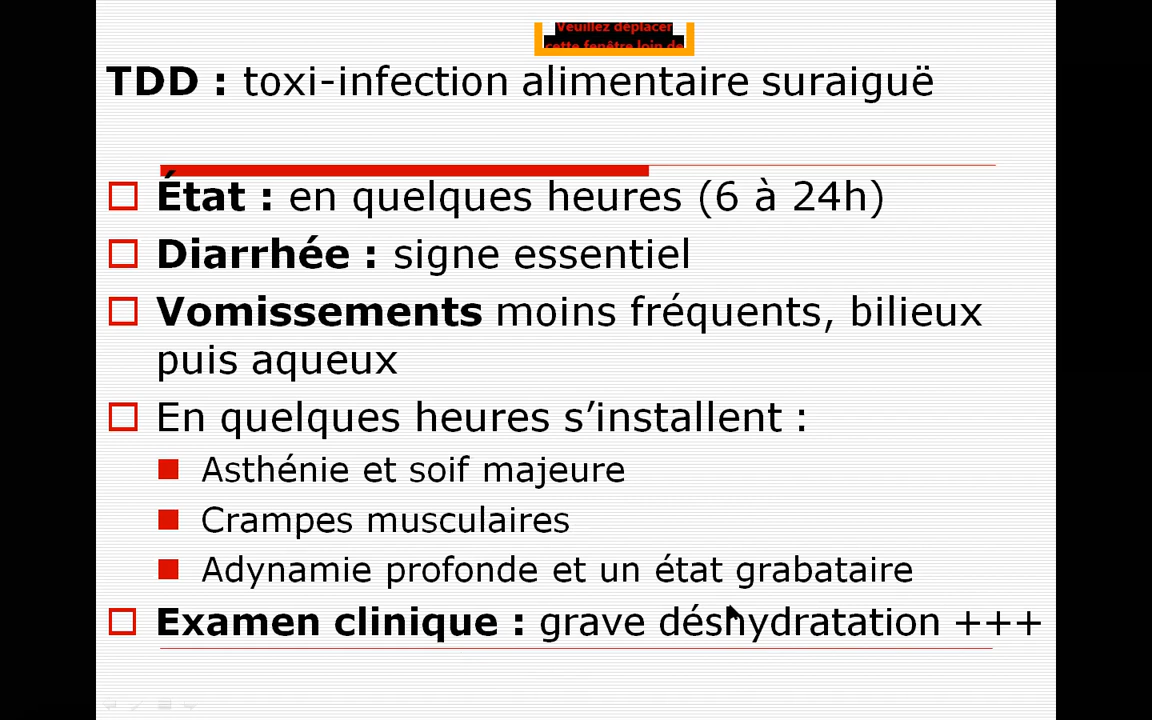 Veuillez déplacer
cette fenêtre loin de
TDD : toxi-infection alimentaire suraiguë
État : en quelques heures (6 à 24h)
Diarrhée : signe essentiel
Vomissements moins fréquents, bilieux
puis aqueux
En quelques heures s’installent :
Asthénie et soif majeure
Crampes musculaires
Adynamie profonde et un état grabataire
Examen clinique : grave déshydratation +++